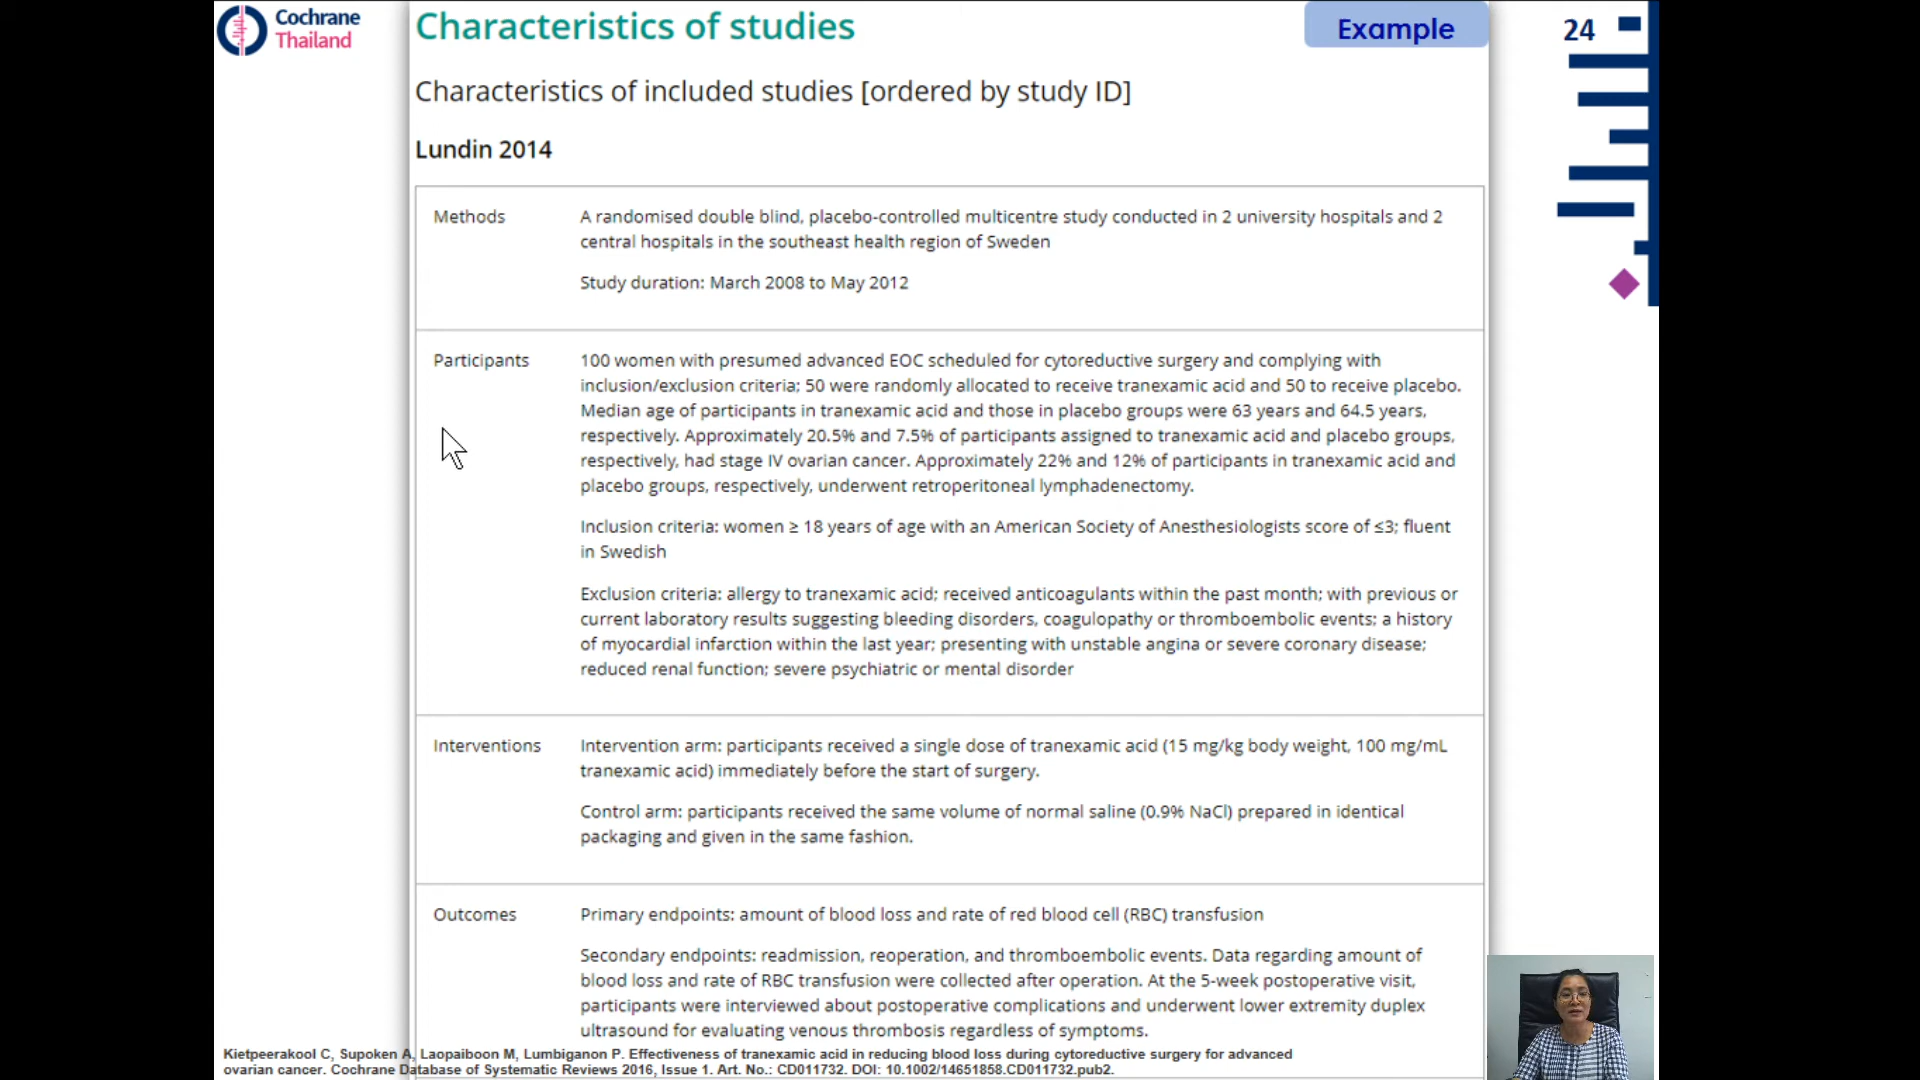 Cochrane
Thailand
Characteristics of studies
Example
24
Characteristics of included studies [ordered by study ID]
Lundin 2014
Methods
A randomised double blind, placebo-controlled multicentre study conducted in 2 university hospitals and 2
central hospitals in the southeast health region of Sweden
Study duration: March 2008 to May 2012
Participants
100 women with presumed advanced EOC scheduled for cytoreductive surgery and complying with
inclusion/exclusion criteria; 50 were randomly allocated to receive tranexamic acid and 50 to receive placebo.
Median age of participants in tranexamic acid and those in placebo groups were 63 years and 64.5 years,
respectively. Approximately 20.5% and 7.5% of participants assigned to tranexamic acid and placebo groups,
respectively, had stage IV ovarian cancer. Approximately 22% and 12% of participants in tranexamic acid and
placebo groups, respectively, underwent retroperitoneal lymphadenectomy.
Inclusion criteria: women ≥ 18 years of age with an American Society of Anesthesiologists score of ≤3; fluent
in Swedish
Exclusion criteria: allergy to tranexamic acid; received anticoagulants within the past month; with previous or
current laboratory results suggesting bleeding disorders, coagulopathy or thromboembolic events; a history
of myocardial infarction within the last year; presenting with unstable angina or severe coronary disease;
reduced renal function; severe psychiatric or mental disorder
Interventions
Intervention arm: participants received a single dose of tranexamic acid (15 mg/kg body weight, 100 mg/mL
tranexamic acid) immediately before the start of surgery.
Control arm: participants received the same volume of normal saline (0.9% NaCl) prepared in identical
packaging and given in the same fashion.
Outcomes
Primary endpoints: amount of blood loss and rate of red blood cell (RBC) transfusion
Secondary endpoints: readmission, reoperation, and thromboembolic events. Data regarding amount of
blood loss and rate of RBC transfusion were collected after operation. At the 5-week postoperative visit,
participants were interviewed about postoperative complications and underwent lower extremity duplex
ultrasound for evaluating venous thrombosis regardless of symptoms.
Kietpeerakool C, Supoken A, Laopaiboon M, Lumbiganon P. Effectiveness of tranexamic acid in reducing blood loss during cytoreductive surgery for advanced
ovarian cancer. Cochrane Database of Systematic Reviews 2016, Issue 1. Art. No.: CD011732. DOI: 10.1002/14651858.CD011732.pub2.